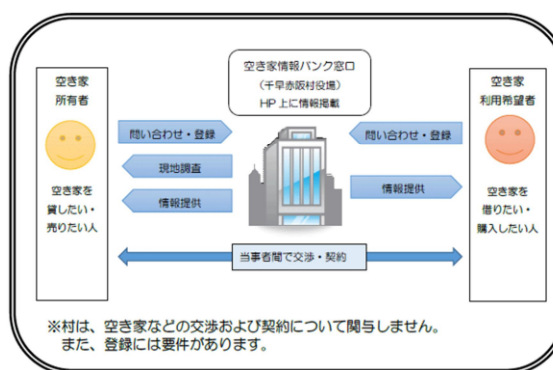 空き家情報バンク窓口
（千早赤阪村役場）
HP上に情報掲載
空き家
所有者
空き家を
貸したい・
売りたい人
問い合わせ・登録
現地調査
情報提供
問い合わせ・登録
情報提供
空き家
利用希望者
空き家を
借りたい・
購入したい人
当事者間で交渉・契約
※村は、空き家などの交渉および契約について関与しません。
また、登録には要件があります。